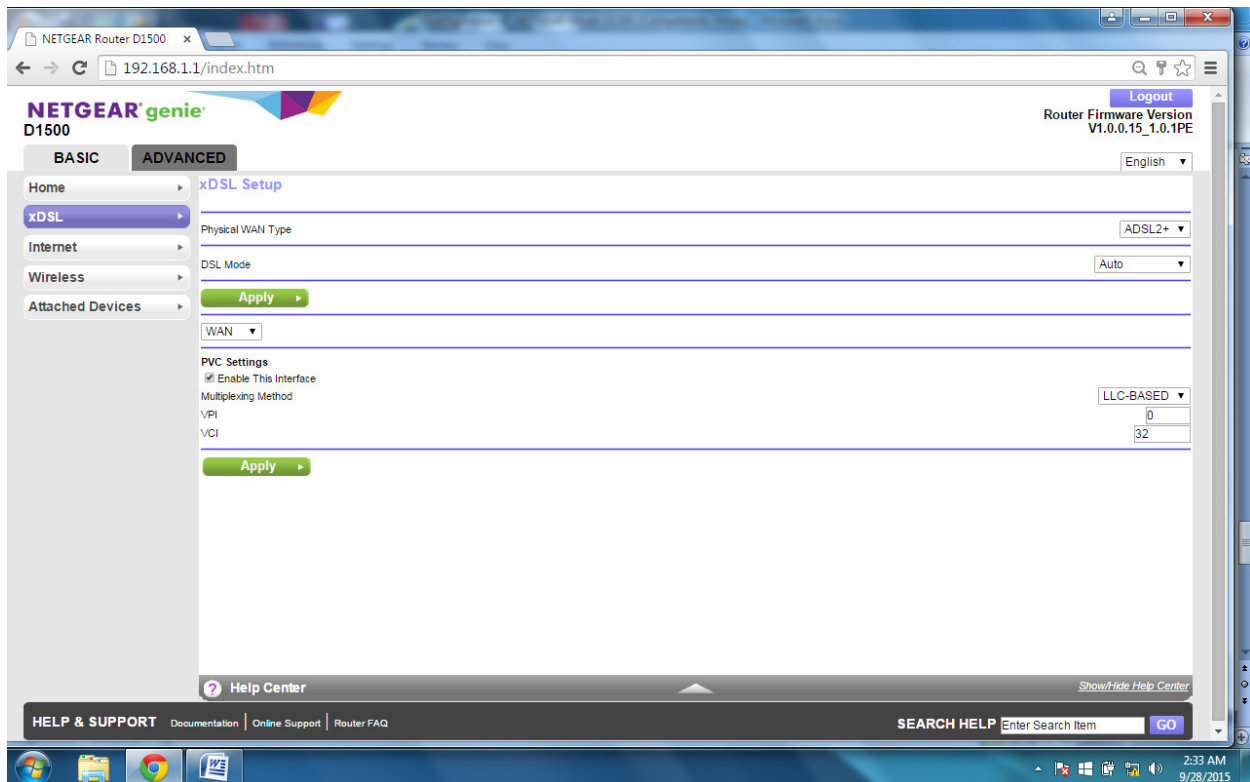 NETGEAR Router D1500
192.168.1.1/index.htm
NETGEAR genie
D1500
Logout
Router Firmware Version
V1.0.0.15_1.0.1PE
BASIC
ADVANCED
English
Home
xDSL
Internet
Wireless
Attached Devices
xDSL Setup
Physical WAN Type
ADSL2+
DSL Mode
Auto
Apply
WAN
PVC Settings
Enable This Interface
Multiplexing Method
LLC-BASED
VPI
0
VCI
32
Apply
Help Center
Show/Hide Help Center
HELP & SUPPORT Documentation | Online Support | Router FAQ
SEARCH HELP Enter Search Item GO
2:33 AM
9/28/2015